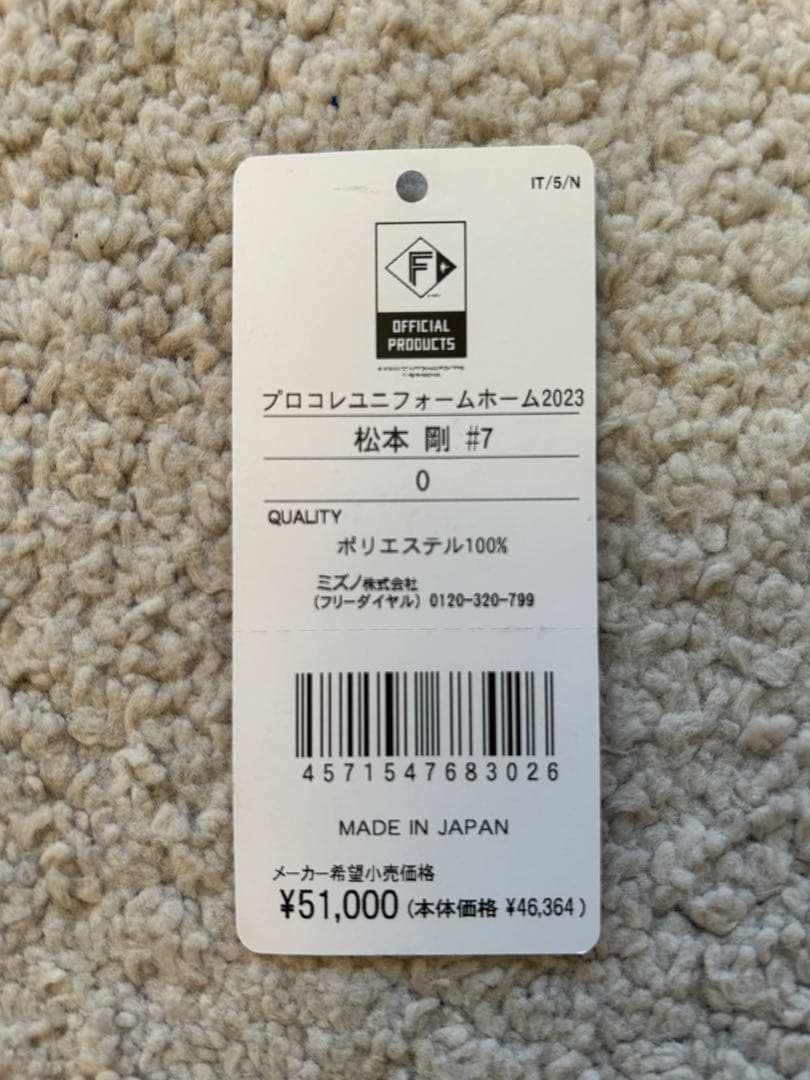 IT/5/N
F
OFFICIAL
PRODUCTS
プロコレユニフォームホーム2023
松本 剛 #7
0
QUALITY
ポリエステル100%
ミズノ株式会社
(フリーダイヤル) 0120-320-799
4571547683026
MADE IN JAPAN
メーカー希望小売価格
¥51,000 (本体価格 ¥46,364)